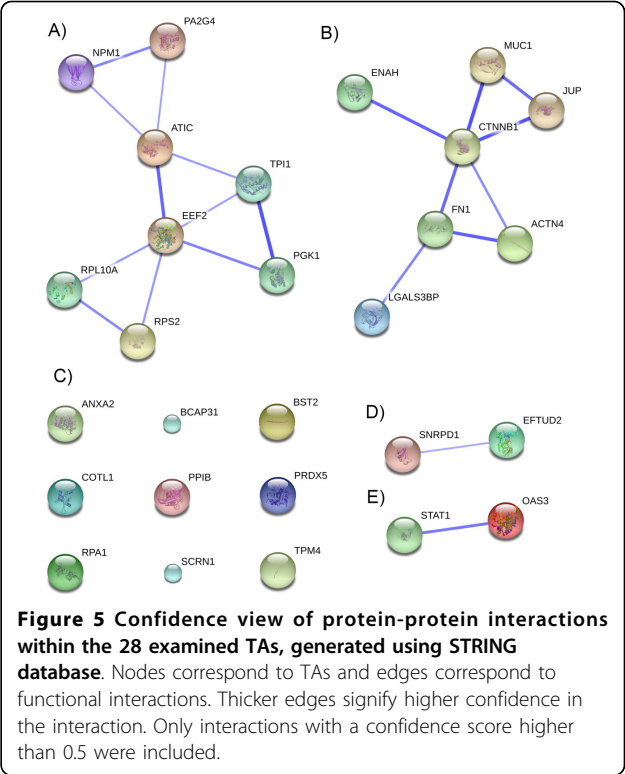 A)
PA2G4
NPM1
ATIC
TPI1
EEF2
PGK1
RPL10A
RPS2
B)
MUC1
ENAH
JUP
CTNNB1
FN1
ACTN4
LGALS3BP
C)
ANXA2
BCAP31
BST2
COTL1
PPIB
PRDX5
RPA1
SCRN1
TPM4
D)
SNRPD1
EFTUD2
E)
STAT1
OAS3
Figure 5 Confidence view of protein-protein interactions
within the 28 examined TAs, generated using STRING
database. Nodes correspond to TAs and edges correspond to
functional interactions. Thicker edges signify higher confidence in
the interaction. Only interactions with a confidence score higher
than 0.5 were included.